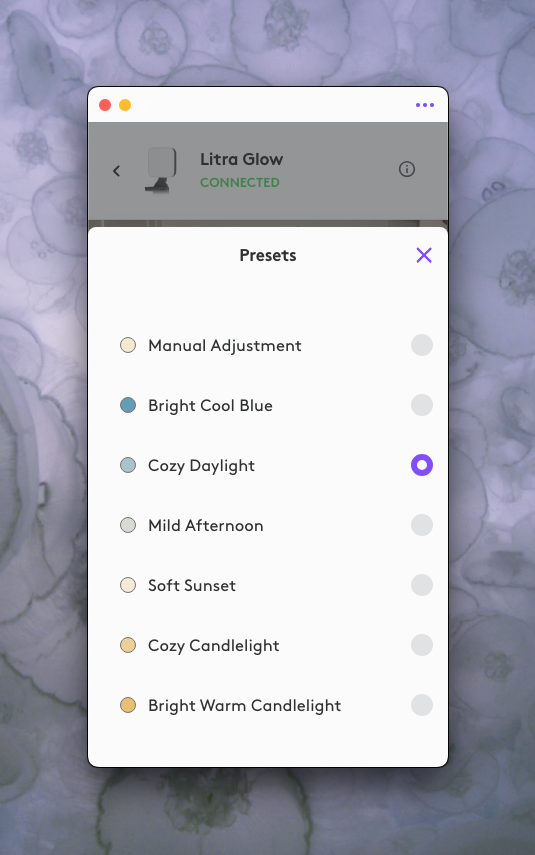 Litra Glow
CONNECTED
Presets
Manual Adjustment
Bright Cool Blue
Cozy Daylight
Mild Afternoon
Soft Sunset
Cozy Candlelight
Bright Warm Candlelight